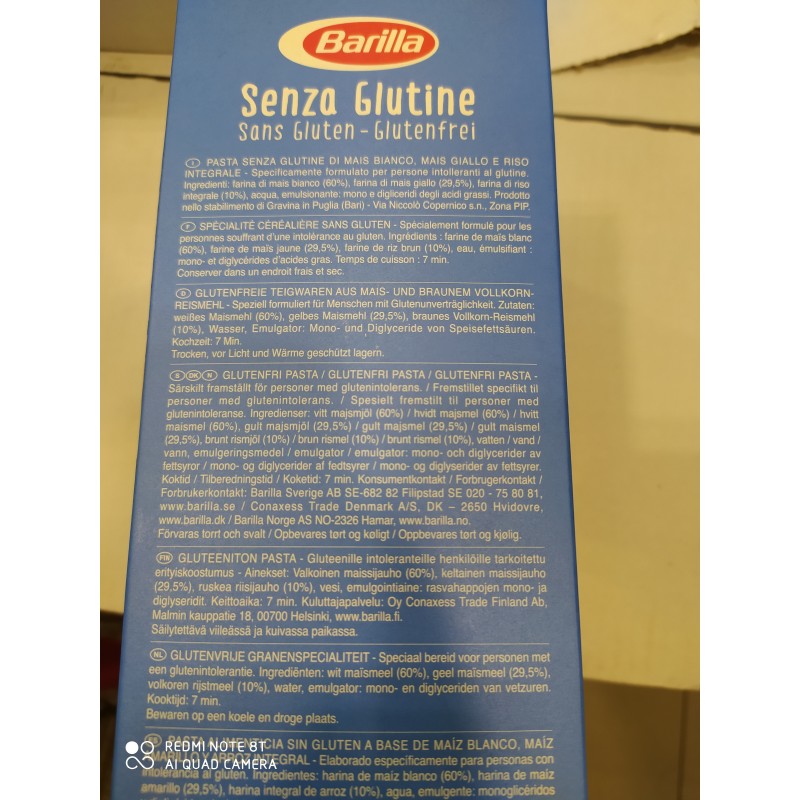 Barilla
Senza Glutine
Sans Gluten - Glutenfrei
I PASTA SENZA GLUTINE DI MAIS BIANCO, MAIS GIALLO E RISO
INTEGRALE - Specificamente formulato per persone intolleranti al glutine.
Ingredienti: farina di mais bianco (60%), farina di mais giallo (29,5%), farina di riso
integrale (10%), acqua, emulsionante: mono e digliceridi degli acidi grassi. Prodotto
nello stabilimento di Gravina in Puglia (Bari) - Via Niccolò Copernico s.n., Zona PIP.
F SPÉCIALITÉ CÉRÉALIÈRE SANS GLUTEN - Spécialement formulé pour les
personnes souffrant d'une intolérance au gluten. Ingrédients : farine de maïs blanc
(60%), farine de maïs jaune (29,5%), farine de riz brun (10%), eau, émulsifiant :
mono- et diglycérides d'acides gras. Temps de cuisson : 7 min.
Conserver dans un endroit frais et sec.
D GLUTENFREIE TEIGWAREN AUS MAIS- UND BRAUNEM VOLLKORN-
REISMEHL - Speziell formuliert für Menschen mit Glutenunverträglichkeit. Zutaten:
weißes Maismehl (60%), gelbes Maismehl (29,5%), braunes Vollkorn-Reismehl
(10%), Wasser, Emulgator: Mono- und Diglyceride von Speisefettsäuren.
Kochzeit: 7 Min.
Trocken, vor Licht und Wärme geschützt lagern.
S DK N GLUTENFRI PASTA / GLUTENFRI PASTA / GLUTENFRI PASTA -
Särskilt framställt för personer med glutenintolerans. / Fremstillet specifikt til
personer med glutenintolerans. / Spesielt fremstilt til personer med
glutenintoleranse. Ingredienser: vitt majsmjöl (60%) / hvidt majsmel (60%) / hvitt
maismel (60%), gult majsmjöl (29,5%) / gult majsmel (29,5%) / gult maismel
(29,5%), brunt rismjöl (10%) / brun rismel (10%) / brunt rismel (10%), vatten / vand /
vann, emulgeringsmedel / emulgator / emulgator: mono- och diglycerider av
fettsyror / mono- og diglycerider af fedtsyrer / mono- og diglyserider av fettsyrer.
Koktid / Tilberedningstid / Koketid: 7 min. Konsumentkontakt / Forbrugerkontakt /
Forbrukerkontakt: Barilla Sverige AB SE-682 82 Filipstad SE 020 - 75 80 81,
www.barilla.se / Conaxess Trade Denmark A/S, DK – 2650 Hvidovre,
www.barilla.dk / Barilla Norge AS NO-2326 Hamar, www.barilla.no.
Förvaras torrt och svalt / Opbevares tørt og køligt / Oppbevares tørt og kjølig.
FIN GLUTEENITON PASTA - Gluteenille intoleranteille henkilöille tarkoitettu
erityiskoostumus - Ainekset: Valkoinen maissijauho (60%), keltainen maissijauho
(29,5%), ruskea riisijauho (10%), vesi, emulgointiaine: rasvahappojen mono- ja
diglyseridit. Keittoaika: 7 min. Kuluttajapalvelu: Oy Conaxess Trade Finland Ab,
Malmin kauppatie 18, 00700 Helsinki, www.barilla.fi.
Säilytettävä viileässä ja kuivassa paikassa.
NL GLUTENVRIJE GRANENSPECIALITEIT - Speciaal bereid voor personen met
een glutenintolerantie. Ingrediënten: wit maïsmeel (60%), geel maïsmeel (29,5%),
volkoren rijstmeel (10%), water, emulgator: mono- en diglyceriden van vetzuren.
Kooktijd: 7 min.
Bewaren op een koele en droge plaats.
ES PASTA ALIMENTICIA SIN GLUTEN A BASE DE MAÍZ BLANCO, MAÍZ
AMARILLO Y ARROZ INTEGRAL - Elaborado especificamente para personas con
intolerancia al gluten. Ingredientes: harina de maíz blanco (60%), harina de maíz
amarillo (29,5%), harina integral de arroz (10%), agua, emulgente: monoglicéridos
REDMI NOTE 8T
AI QUAD CAMERA